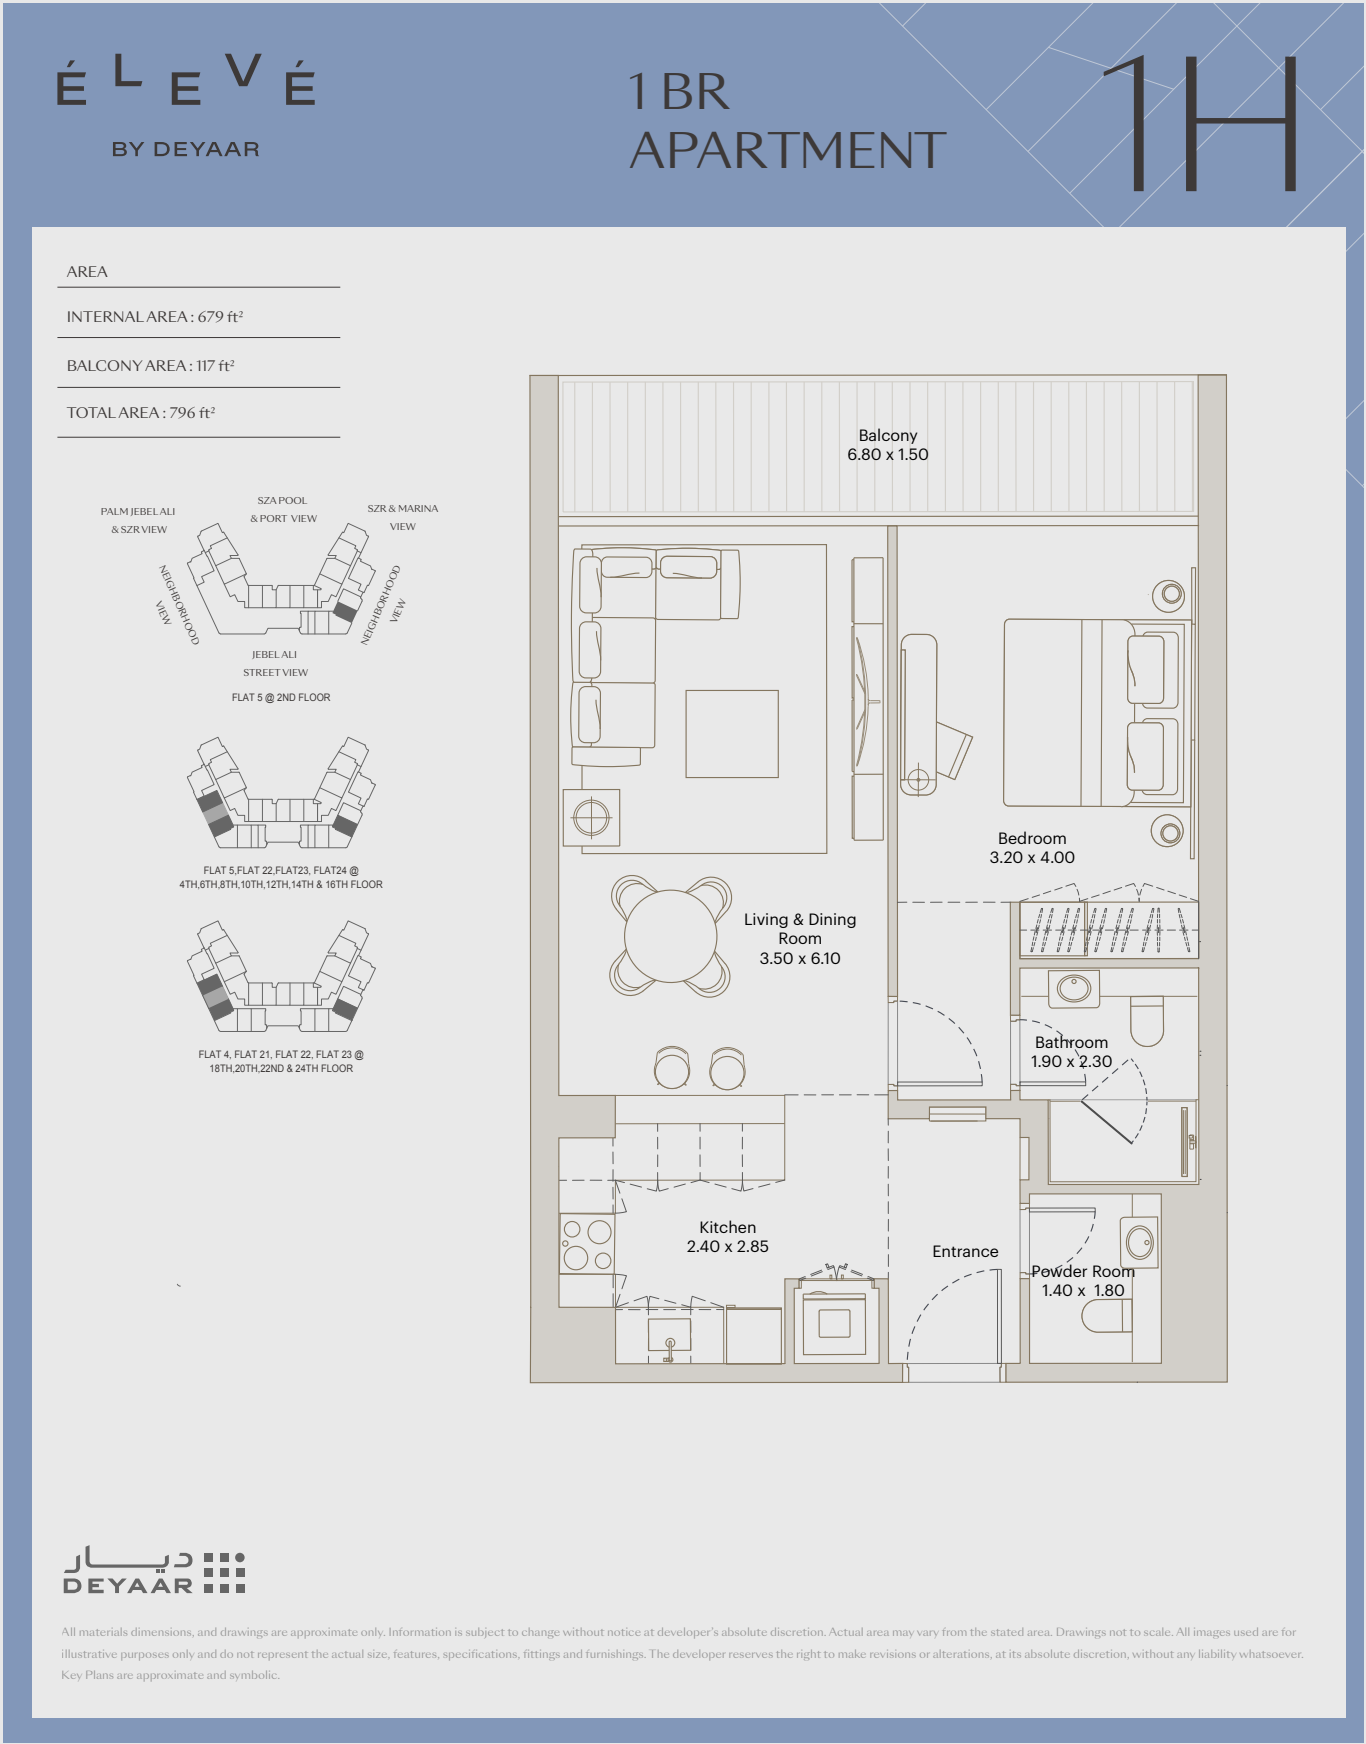 ÉLEVÉ
BY DEYAAR
1 BR
APARTMENT
1H
AREA
INTERNAL AREA : 679 ft²
BALCONY AREA : 117 ft²
TOTAL AREA : 796 ft²
PALM JEBEL ALI
& SZR VIEW
SZA POOL
& PORT VIEW
SZR & MARINA
VIEW
NEIGHBORHOOD
VIEW
NEIGHBORHOOD
VIEW
JEBEL ALI
STREET VIEW
FLAT 5 @ 2ND FLOOR
FLAT 5,FLAT 22,FLAT23, FLAT24 @
4TH,6TH,8TH,10TH,12TH,14TH & 16TH FLOOR
FLAT 4, FLAT 21, FLAT 22, FLAT 23 @
18TH,20TH,22ND & 24TH FLOOR
Balcony
6.80 x 1.50
Bedroom
3.20 x 4.00
Living & Dining
Room
3.50 x 6.10
Bathroom
1.90 x 2.30
Kitchen
2.40 x 2.85
Entrance
Powder Room
1.40 x 1.80
ديار
DEYAAR
All materials dimensions, and drawings are approximate only. Information is subject to change without notice at developer's absolute discretion. Actual area may vary from the stated area. Drawings not to scale. All images used are for
illustrative purposes only and do not represent the actual size, features, specifications, fittings and furnishings. The developer reserves the right to make revisions or alterations, at its absolute discretion, without any liability whatsoever.
Key Plans are approximate and symbolic.